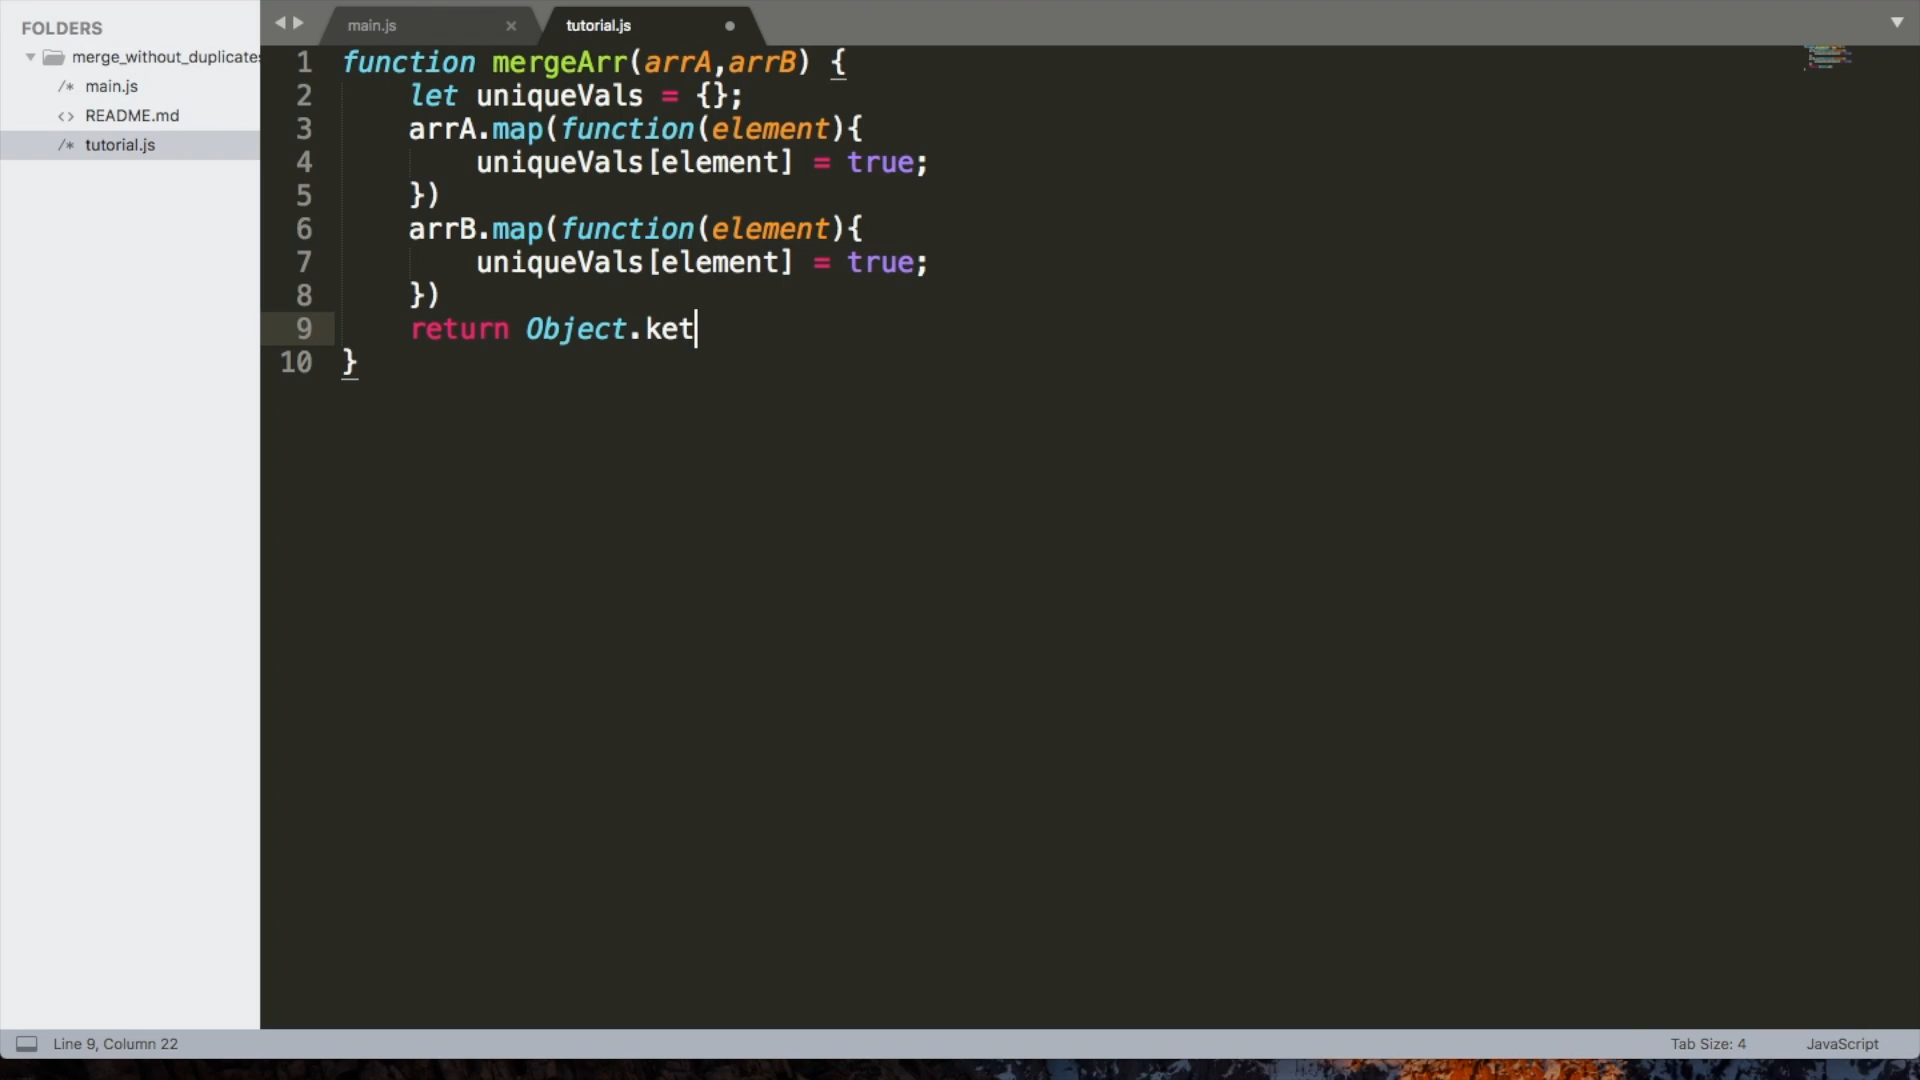 FOLDERS
merge_without_duplicates
main.js
README.md
tutorial.js
main.js
tutorial.js
1 function mergeArr(arrA,arrB) {
2 let uniqueVals = {};
3 arrA.map(function(element){
4 uniqueVals[element] = true;
5 })
6 arrB.map(function(element){
7 uniqueVals[element] = true;
8 })
9 return Object.ket
10 }
Line 9, Column 22
Tab Size: 4
JavaScript